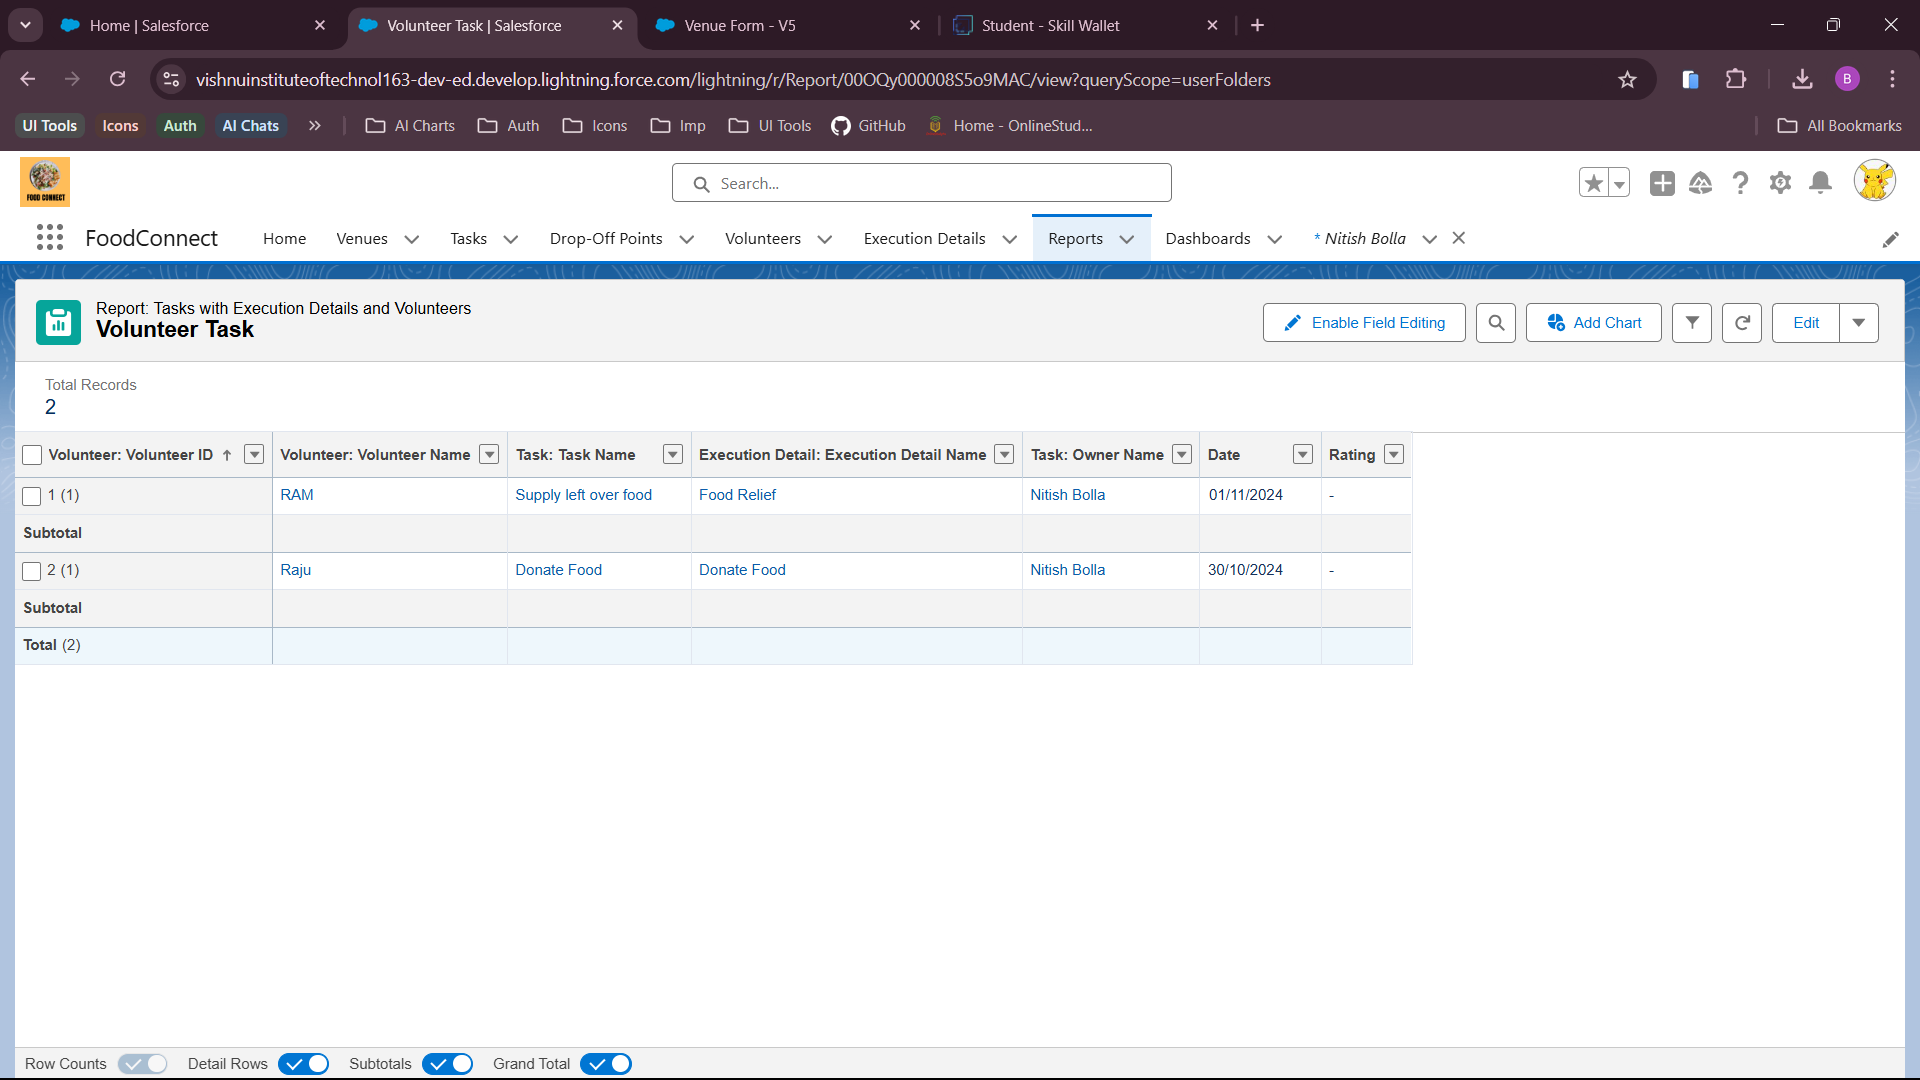 Home | Salesforce
Volunteer Task | Salesforce
Venue Form - V5
Student - Skill Wallet
vishnuinstituteoftechnol163-dev-ed.develop.lightning.force.com/lightning/r/Report/00OQy000008S5o9MAC/view?queryScope=userFolders
B
UI Tools Icons Auth AI Chats » AI Charts Auth Icons Imp UI Tools GitHub Home - OnlineStud... All Bookmarks
FOOD CONNECT
Search...
FoodConnect Home Venues Tasks Drop-Off Points Volunteers Execution Details Reports Dashboards * Nitish Bolla
Report: Tasks with Execution Details and Volunteers
Volunteer Task
Enable Field Editing Add Chart Edit
Total Records
2
Volunteer: Volunteer ID ↑ Volunteer: Volunteer Name Task: Task Name Execution Detail: Execution Detail Name Task: Owner Name Date Rating
1 (1) RAM Supply left over food Food Relief Nitish Bolla 01/11/2024 -
Subtotal
2 (1) Raju Donate Food Donate Food Nitish Bolla 30/10/2024 -
Subtotal
Total (2)
Row Counts Detail Rows Subtotals Grand Total